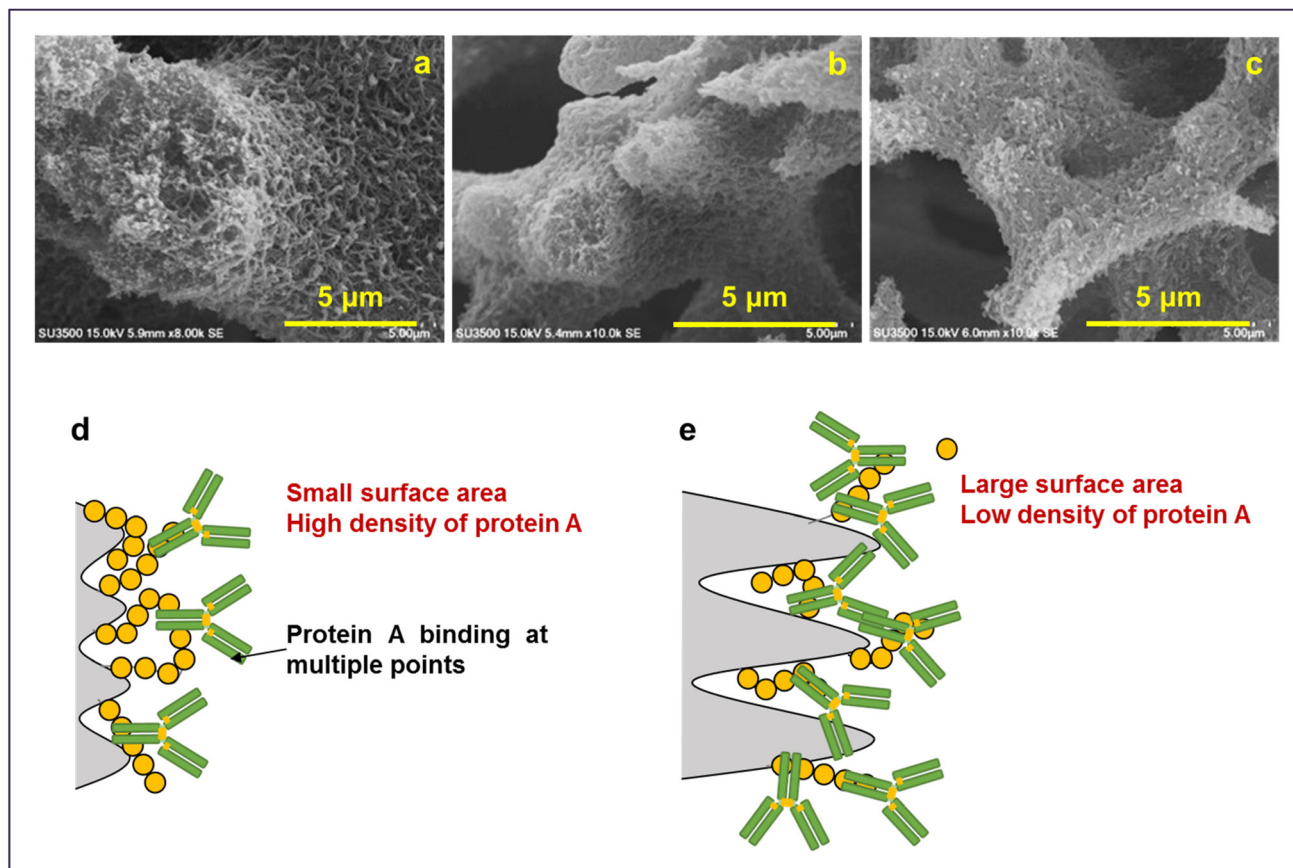 a
b
c
5 µm
5 µm
5 µm
SU3500 15.0kV 5.9mm x8.00k SE
5.00µm
SU3500 15.0kV 5.4mm x10.0k SE
5.00µm
SU3500 15.0kV 6.0mm x10.0k SE
5.00µm
d
Small surface area
High density of protein A
Protein A binding at
multiple points
e
Large surface area
Low density of protein A